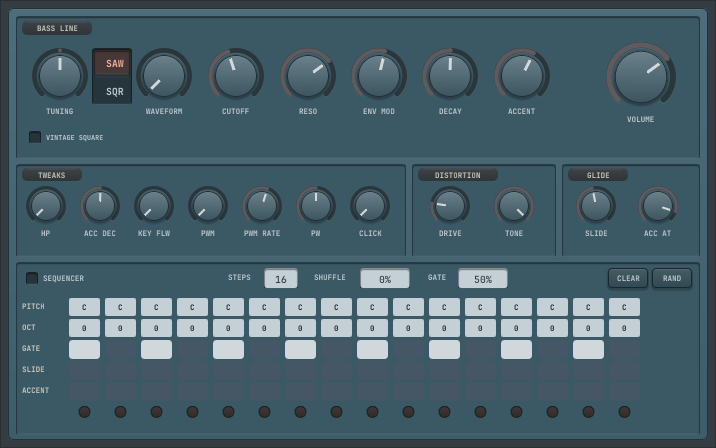 BASS LINE
SAW
SQR
TUNING WAVEFORM CUTOFF RESO ENV MOD DECAY ACCENT VOLUME
VINTAGE SQUARE
TWEAKS DISTORTION GLIDE
HP ACC DEC KEY FLW PWM PWM RATE PW CLICK DRIVE TONE SLIDE ACC AT
SEQUENCER STEPS 16 SHUFFLE 0% GATE 50% CLEAR RAND
PITCH C C C C C C C C C C C C C C C C
OCT 0 0 0 0 0 0 0 0 0 0 0 0 0 0 0 0
GATE
SLIDE
ACCENT